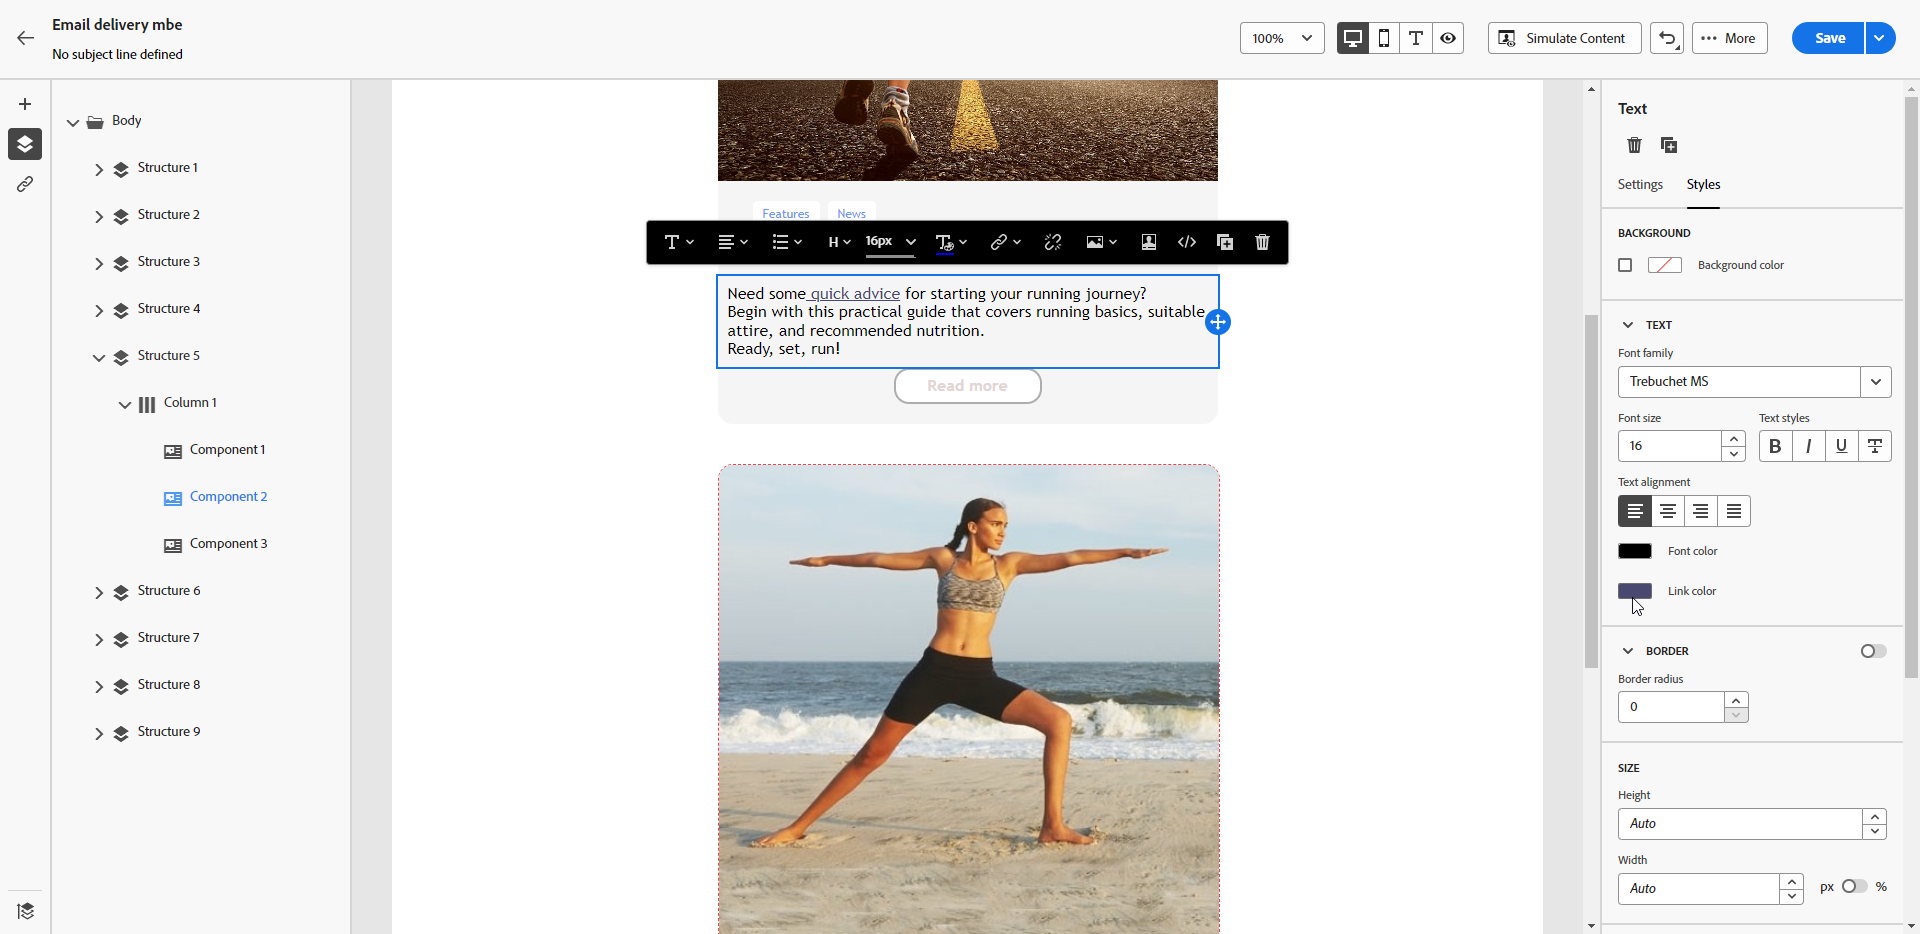 Email delivery mbe
No subject line defined
100%
Simulate Content
More
Save
Body
Structure 1
Structure 2
Structure 3
Structure 4
Structure 5
Column 1
Component 1
Component 2
Component 3
Structure 6
Structure 7
Structure 8
Structure 9
Features News
H 16px
Need some quick advice for starting your running journey?
Begin with this practical guide that covers running basics, suitable
attire, and recommended nutrition.
Ready, set, run!
Read more
Text
Settings Styles
BACKGROUND
Background color
TEXT
Font family
Trebuchet MS
Font size Text styles
16 B I U T
Text alignment
Font color
Link color
BORDER
Border radius
0
SIZE
Height
Auto
Width
Auto px %